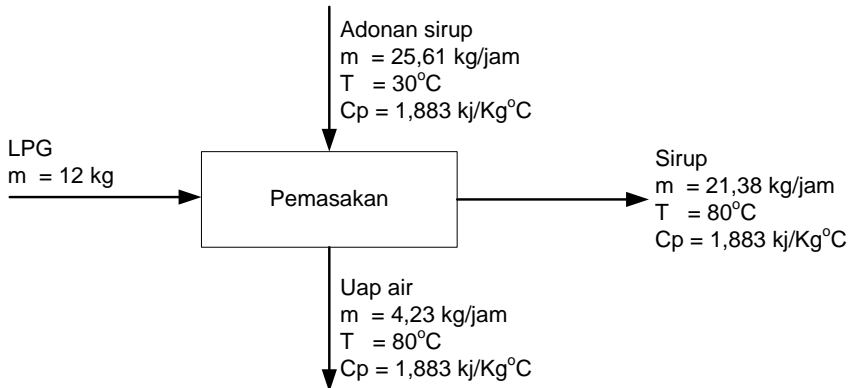 Adonan sirup
m = 25,61 kg/jam
T = 30°C
Cp = 1,883 kj/Kg°C
LPG
m = 12 kg
Pemasakan
Sirup
m = 21,38 kg/jam
T = 80°C
Cp = 1,883 kj/Kg°C
Uap air
m = 4,23 kg/jam
T = 80°C
Cp = 1,883 kj/Kg°C